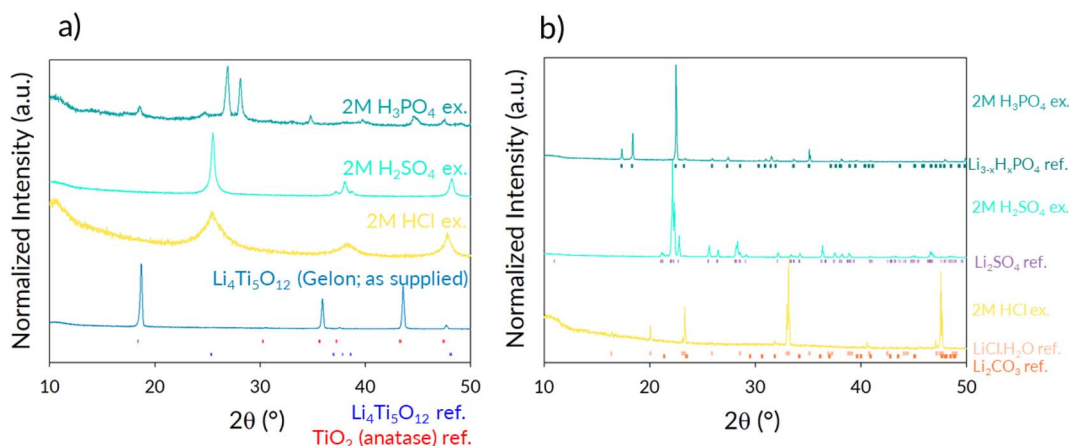 a)
Normalized Intensity (a.u.)
2M H₃PO₄ ex.
2M H₂SO₄ ex.
2M HCl ex.
Li₄Ti₅O₁₂ (Gelon; as supplied)
10 20 30 40 50
2θ (°)
Li₄Ti₅O₁₂ ref.
TiO₂ (anatase) ref.
b)
Normalized Intensity (a.u.)
2M H₃PO₄ ex.
Li₃₋ₓHₓPO₄ ref.
2M H₂SO₄ ex.
Li₂SO₄ ref.
2M HCl ex.
LiCl.H₂O ref.
Li₂CO₃ ref.
10 20 30 40 50
2θ (°)